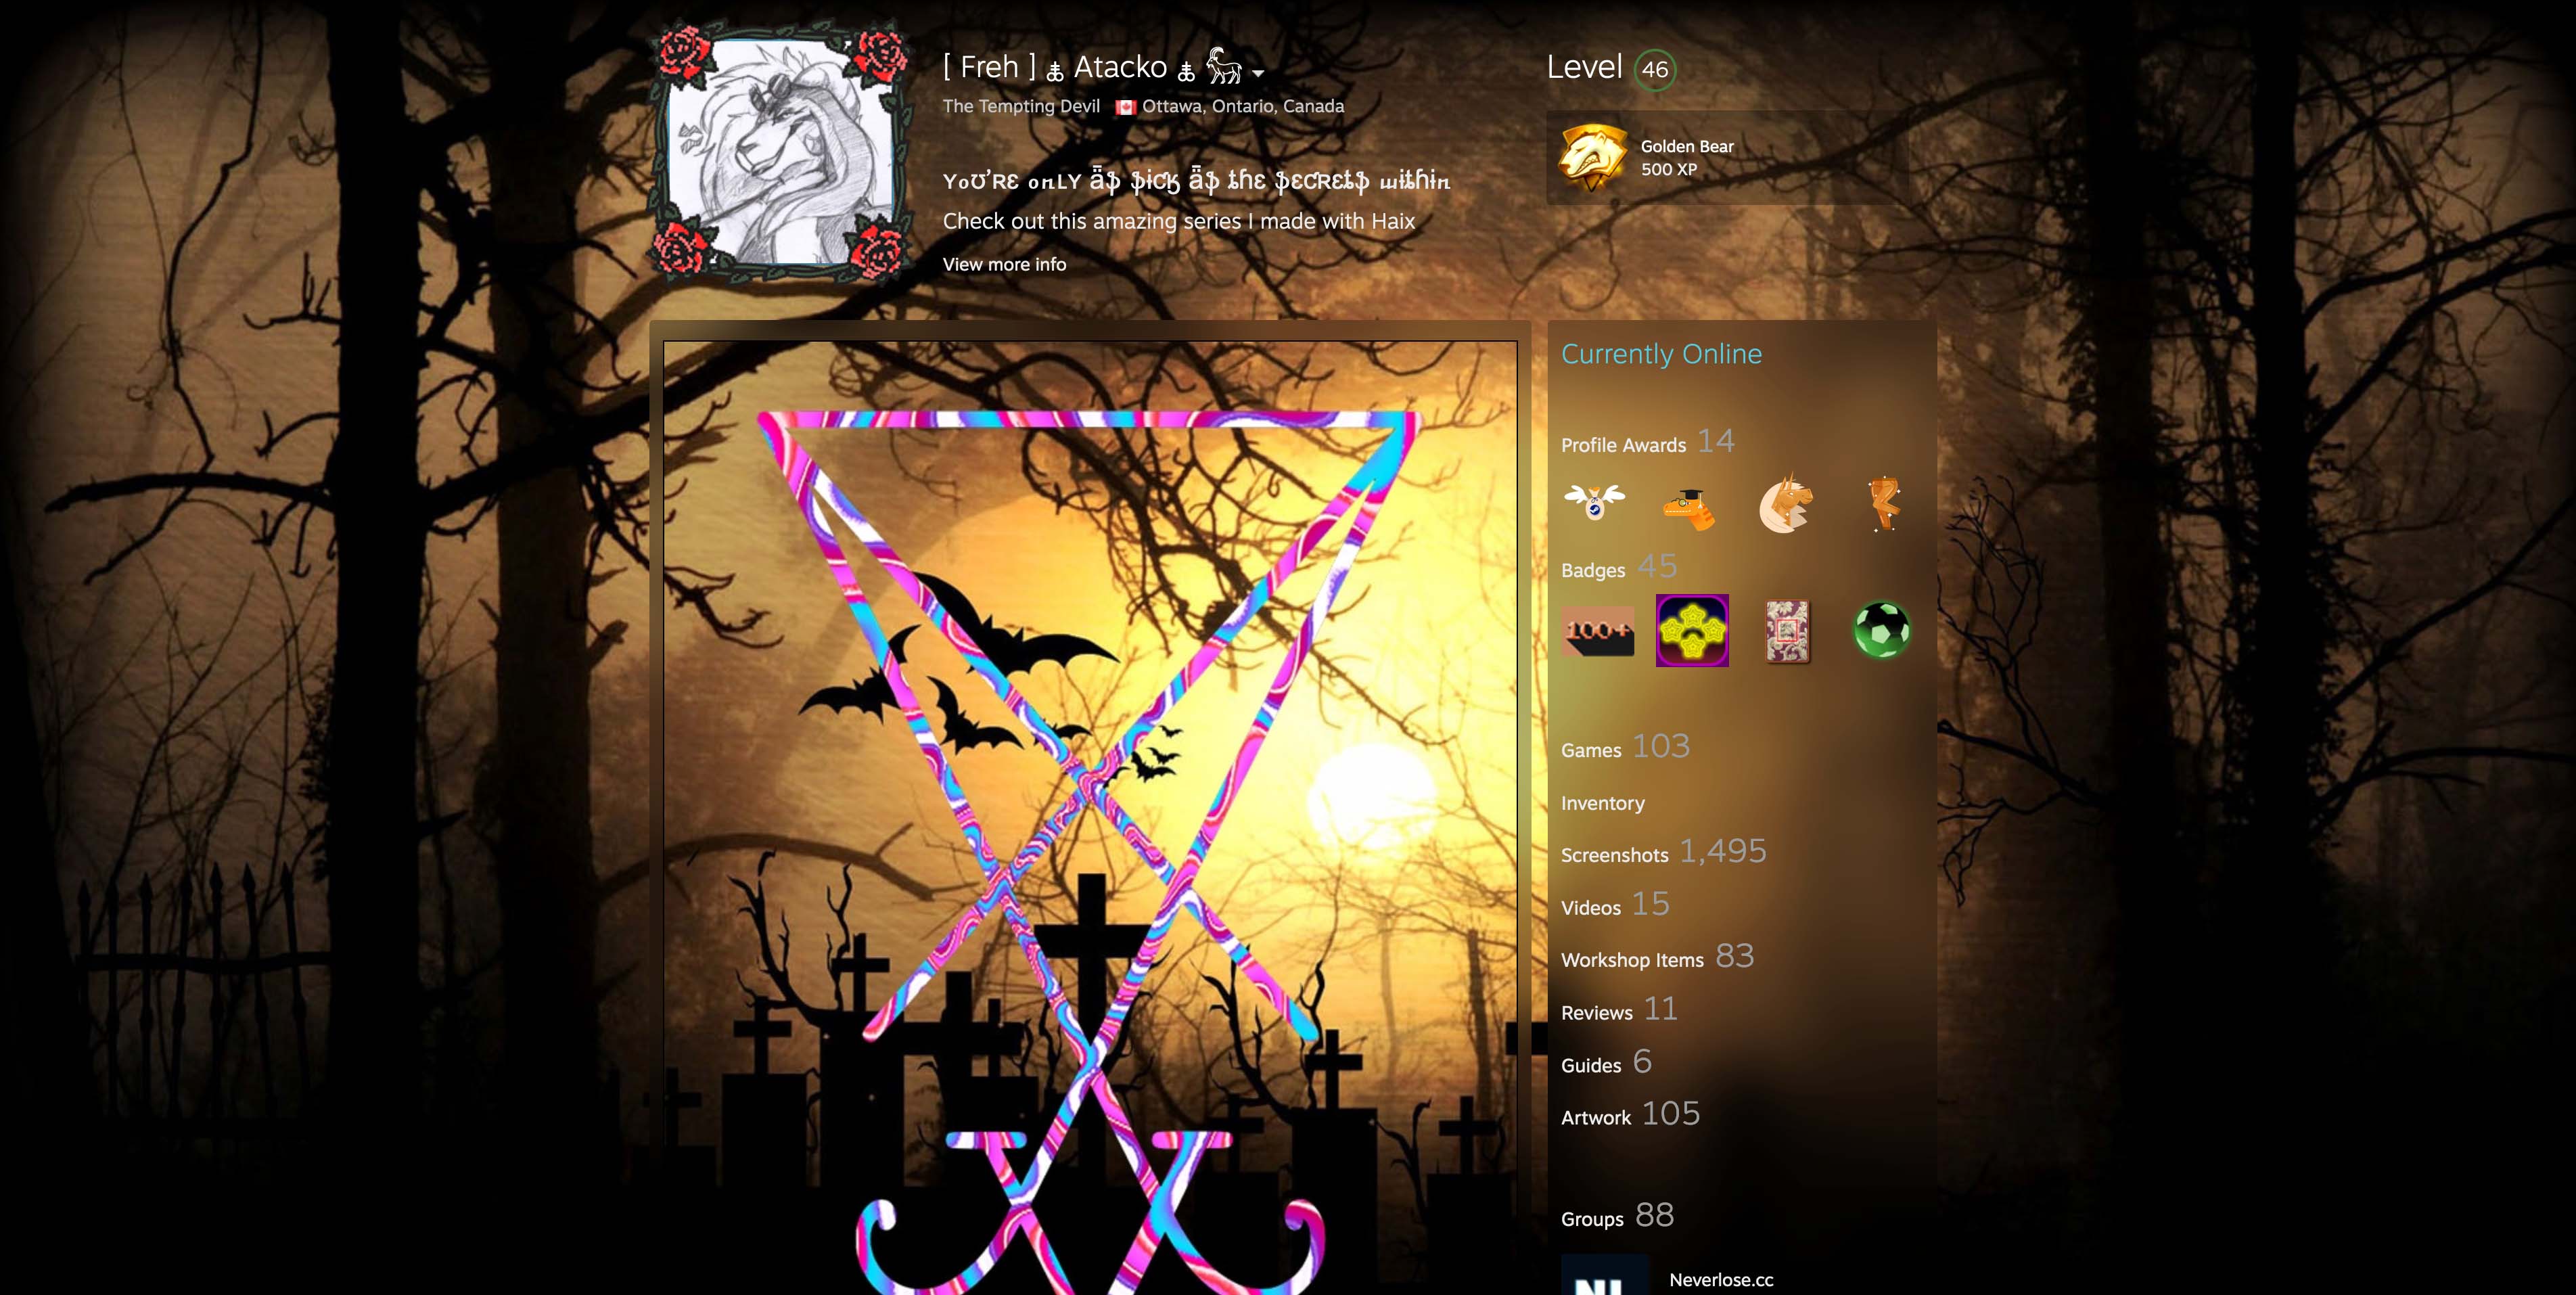 [ Freh ] ⸸ Atacko ⸸ 𐂂
The Tempting Devil 🇨🇦 Ottawa, Ontario, Canada
Check out this amazing series I made with Haix
View more info
Level 46
Golden Bear
500 XP
Currently Online
Profile Awards 14
Badges 45
100+
Games 103
Inventory
Screenshots 1,495
Videos 15
Workshop Items 83
Reviews 11
Guides 6
Artwork 105
Groups 88
Neverlose.cc